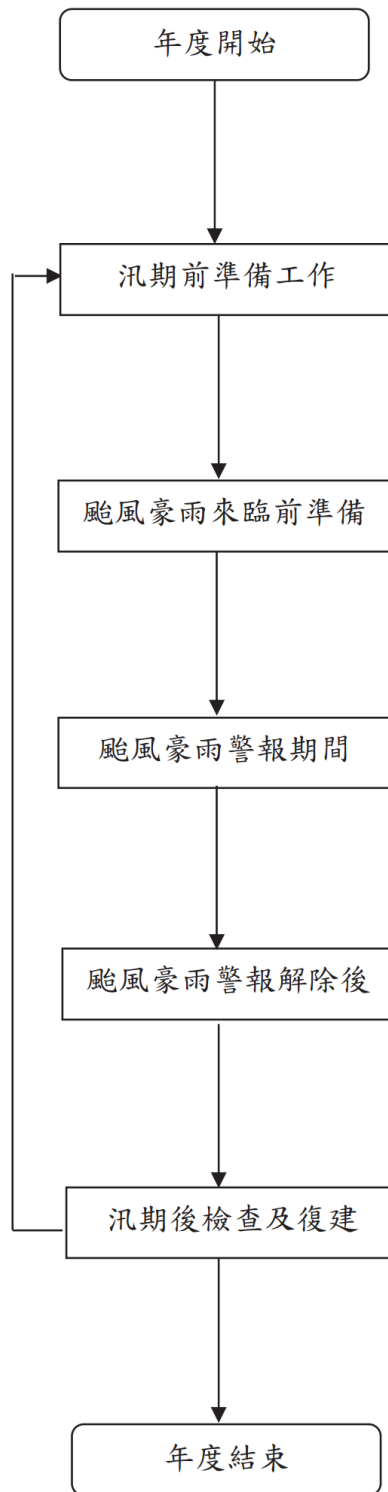 年度開始
汛期前準備工作
颱風豪雨來臨前準備
颱風豪雨警報期間
颱風豪雨警報解除後
汛期後檢查及復建
年度結束